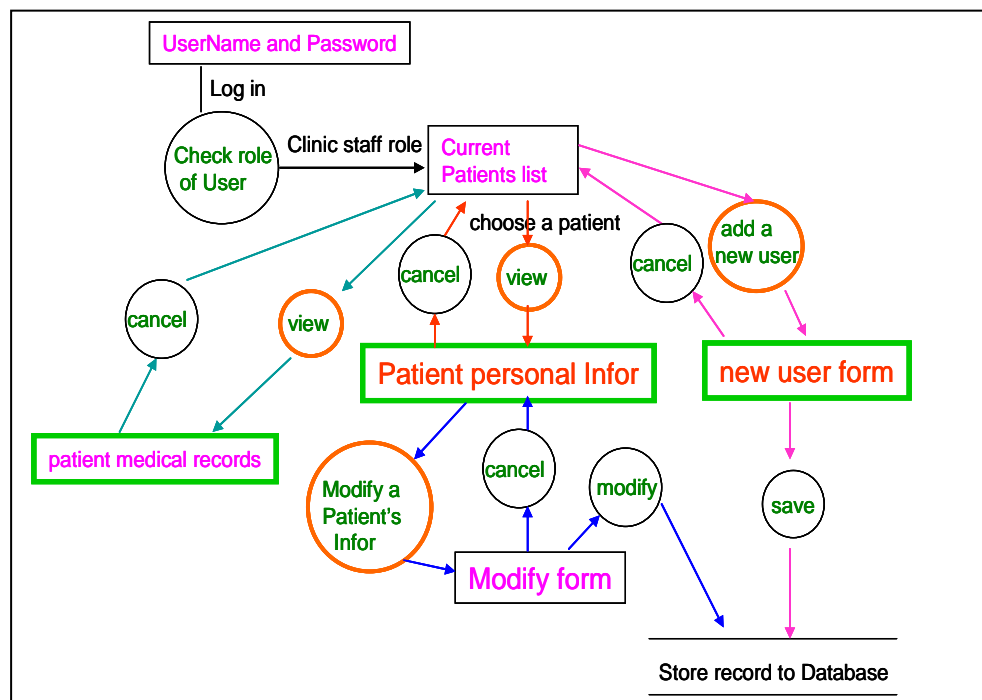 UserName and Password
Log in
Check role
of User
Clinic staff role
Current
Patients list
choose a patient
add a
new user
cancel
view
cancel
cancel
view
Patient personal Infor
new user form
patient medical records
Modify a
Patient's
Infor
cancel
modify
save
Modify form
Store record to Database